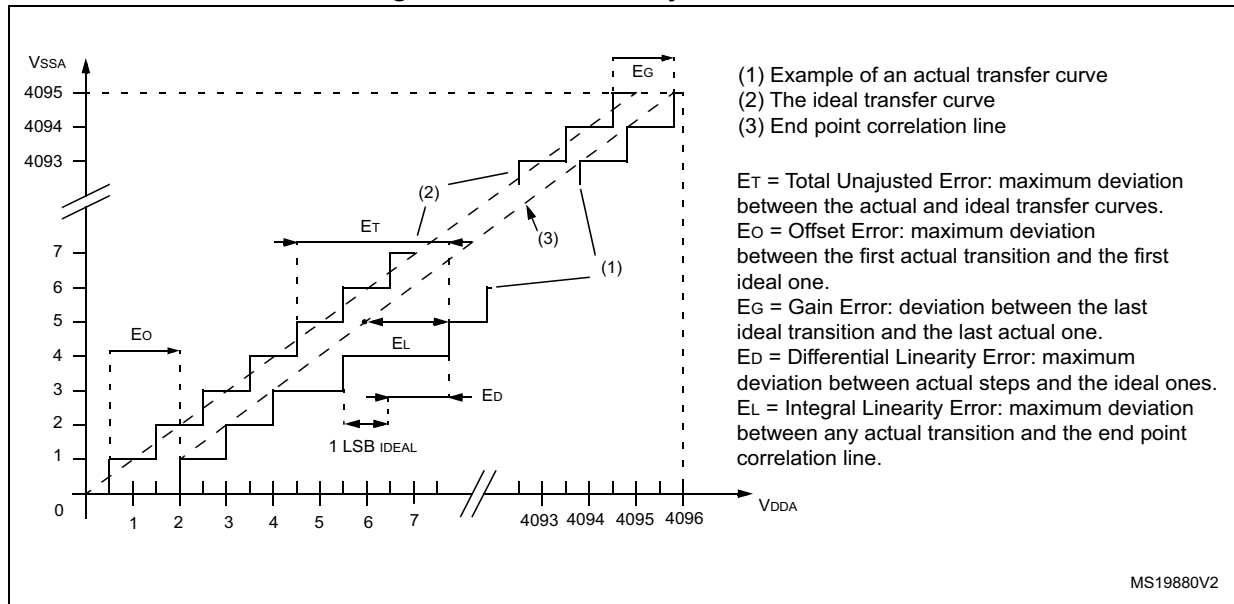 VSSA
4095
4094
4093
7
6
5
4
3
2
1
0
EG
(2)
(3)
(1)
ET
EO
EL
ED
1 LSB IDEAL
1 2 3 4 5 6 7 4093 4094 4095 4096
VDDA
(1) Example of an actual transfer curve
(2) The ideal transfer curve
(3) End point correlation line
ET = Total Unajusted Error: maximum deviation
between the actual and ideal transfer curves.
EO = Offset Error: maximum deviation
between the first actual transition and the first
ideal one.
EG = Gain Error: deviation between the last
ideal transition and the last actual one.
ED = Differential Linearity Error: maximum
deviation between actual steps and the ideal ones.
EL = Integral Linearity Error: maximum deviation
between any actual transition and the end point
correlation line.
MS19880V2